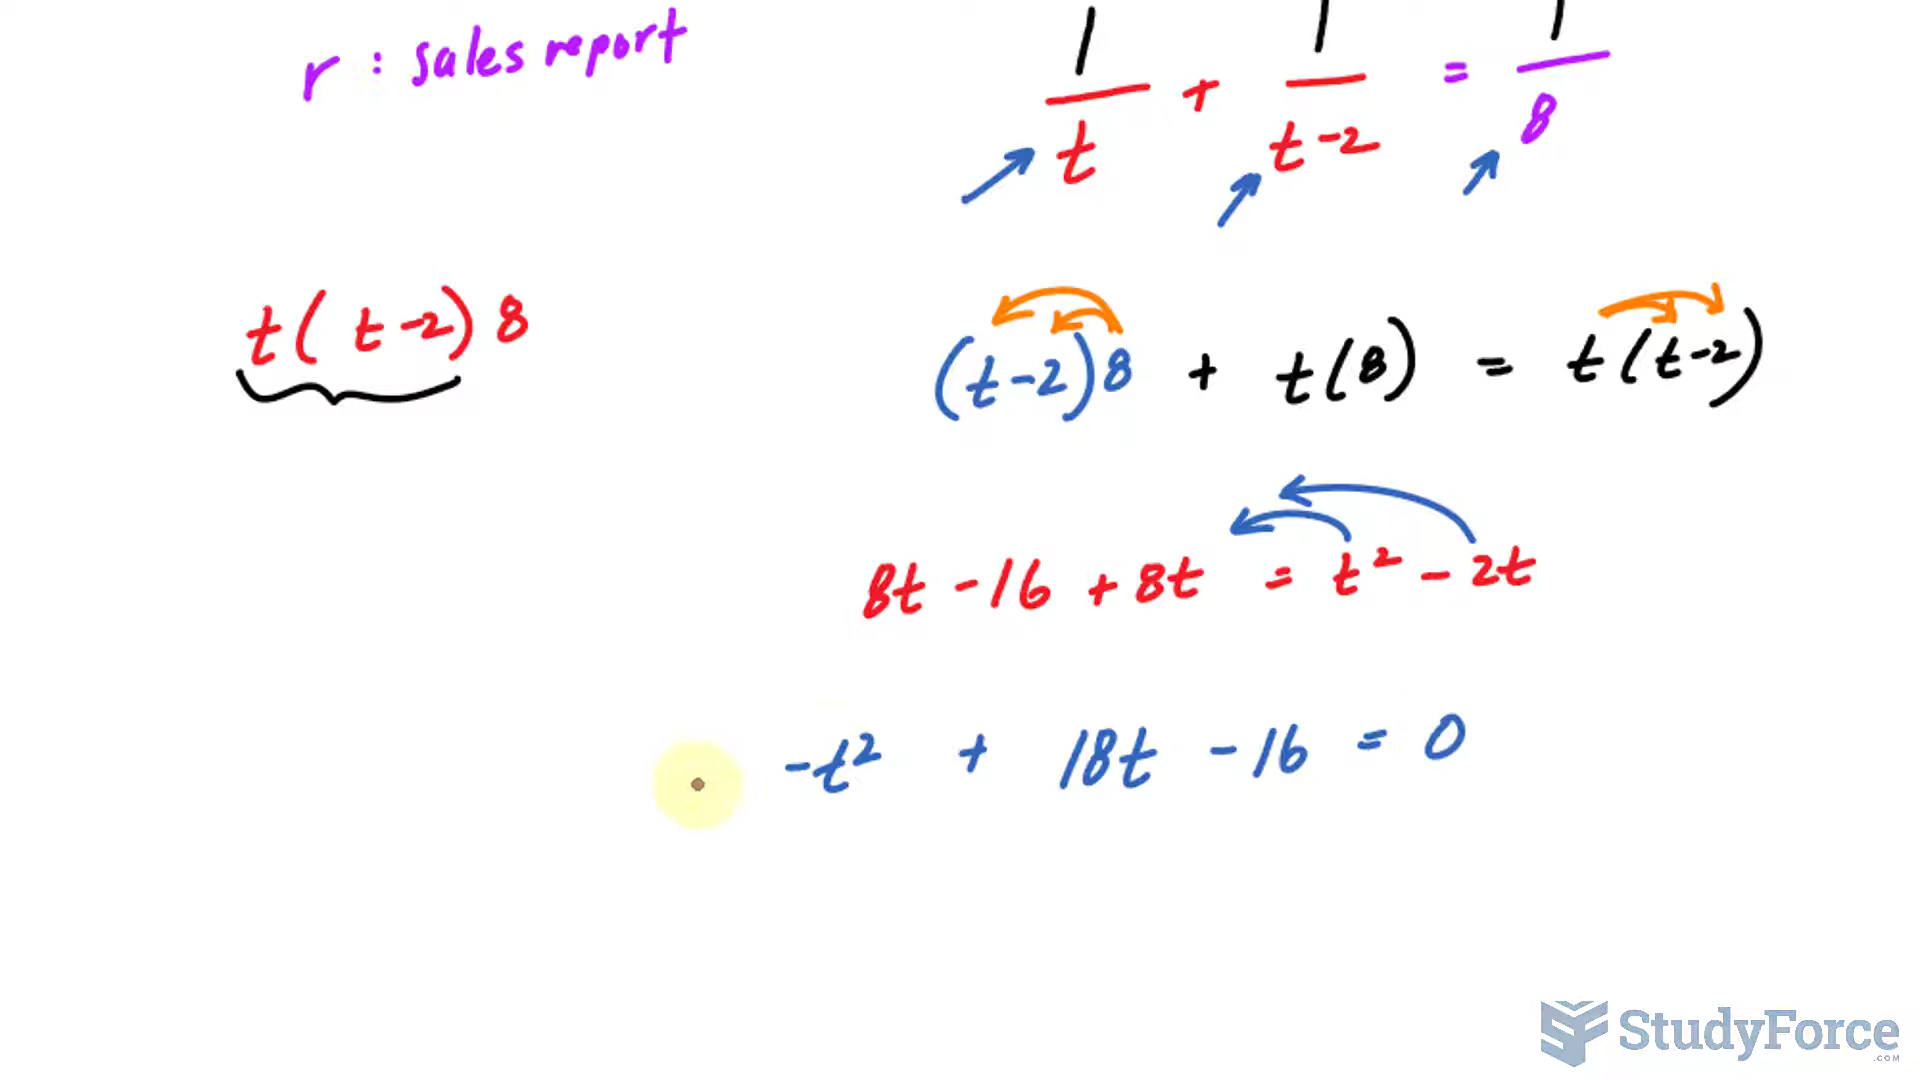 r : sales report
1/t + 1/t-2 = 1/8
t( t-2) 8
(t-2)8 + t(8) = t(t-2)
8t -16 +8t = t² - 2t
-t² + 18t -16 = 0
StudyForce
.COM